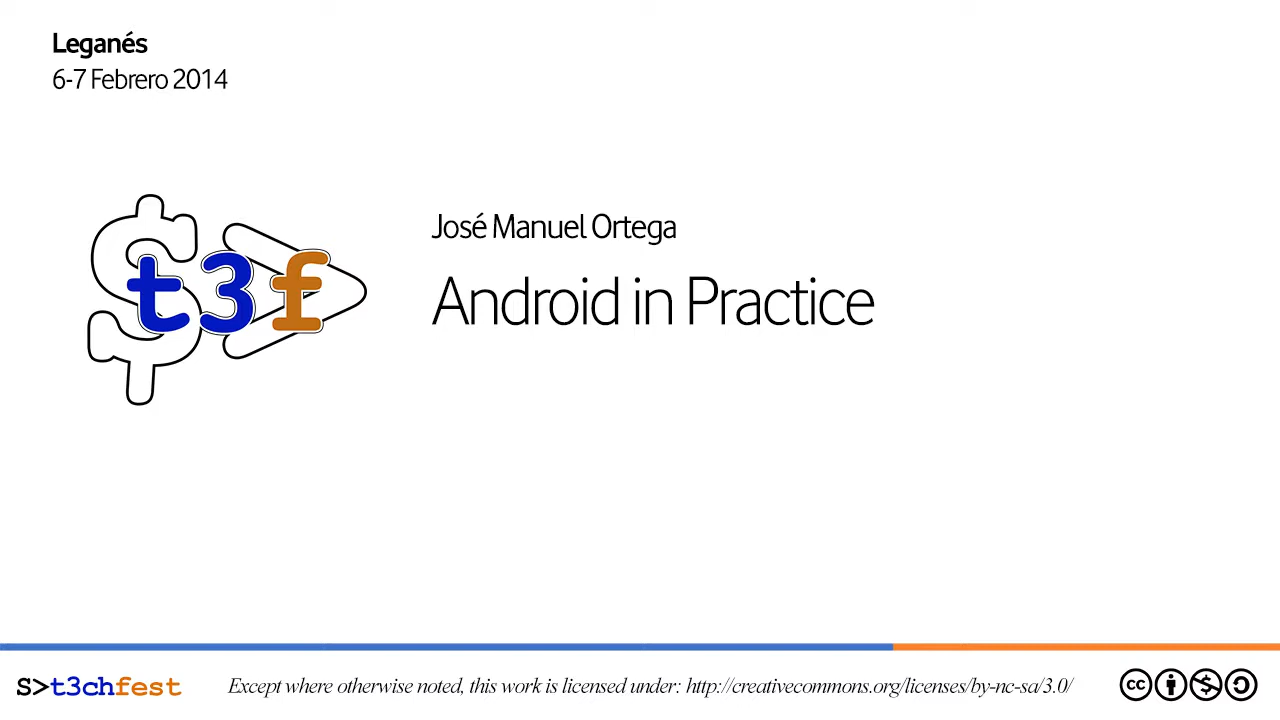 Leganés
6-7 Febrero 2014
$>
t3f
José Manuel Ortega
Android in Practice
S>t3chfest
Except where otherwise noted, this work is licensed under: http://creativecommons.org/licenses/by-nc-sa/3.0/
cc